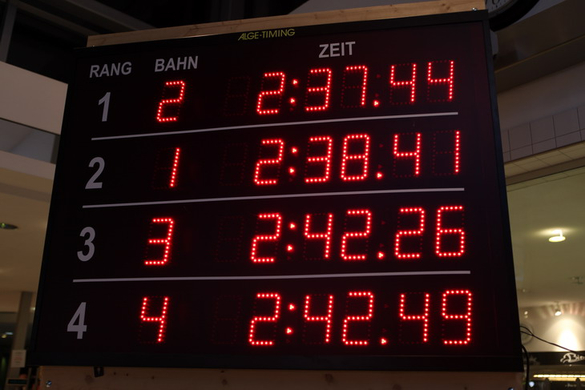 ALGE-TIMING
RANG BAHN ZEIT
1 2 2:37.44
2 1 2:38.41
3 3 2:42.26
4 4 2:42.49